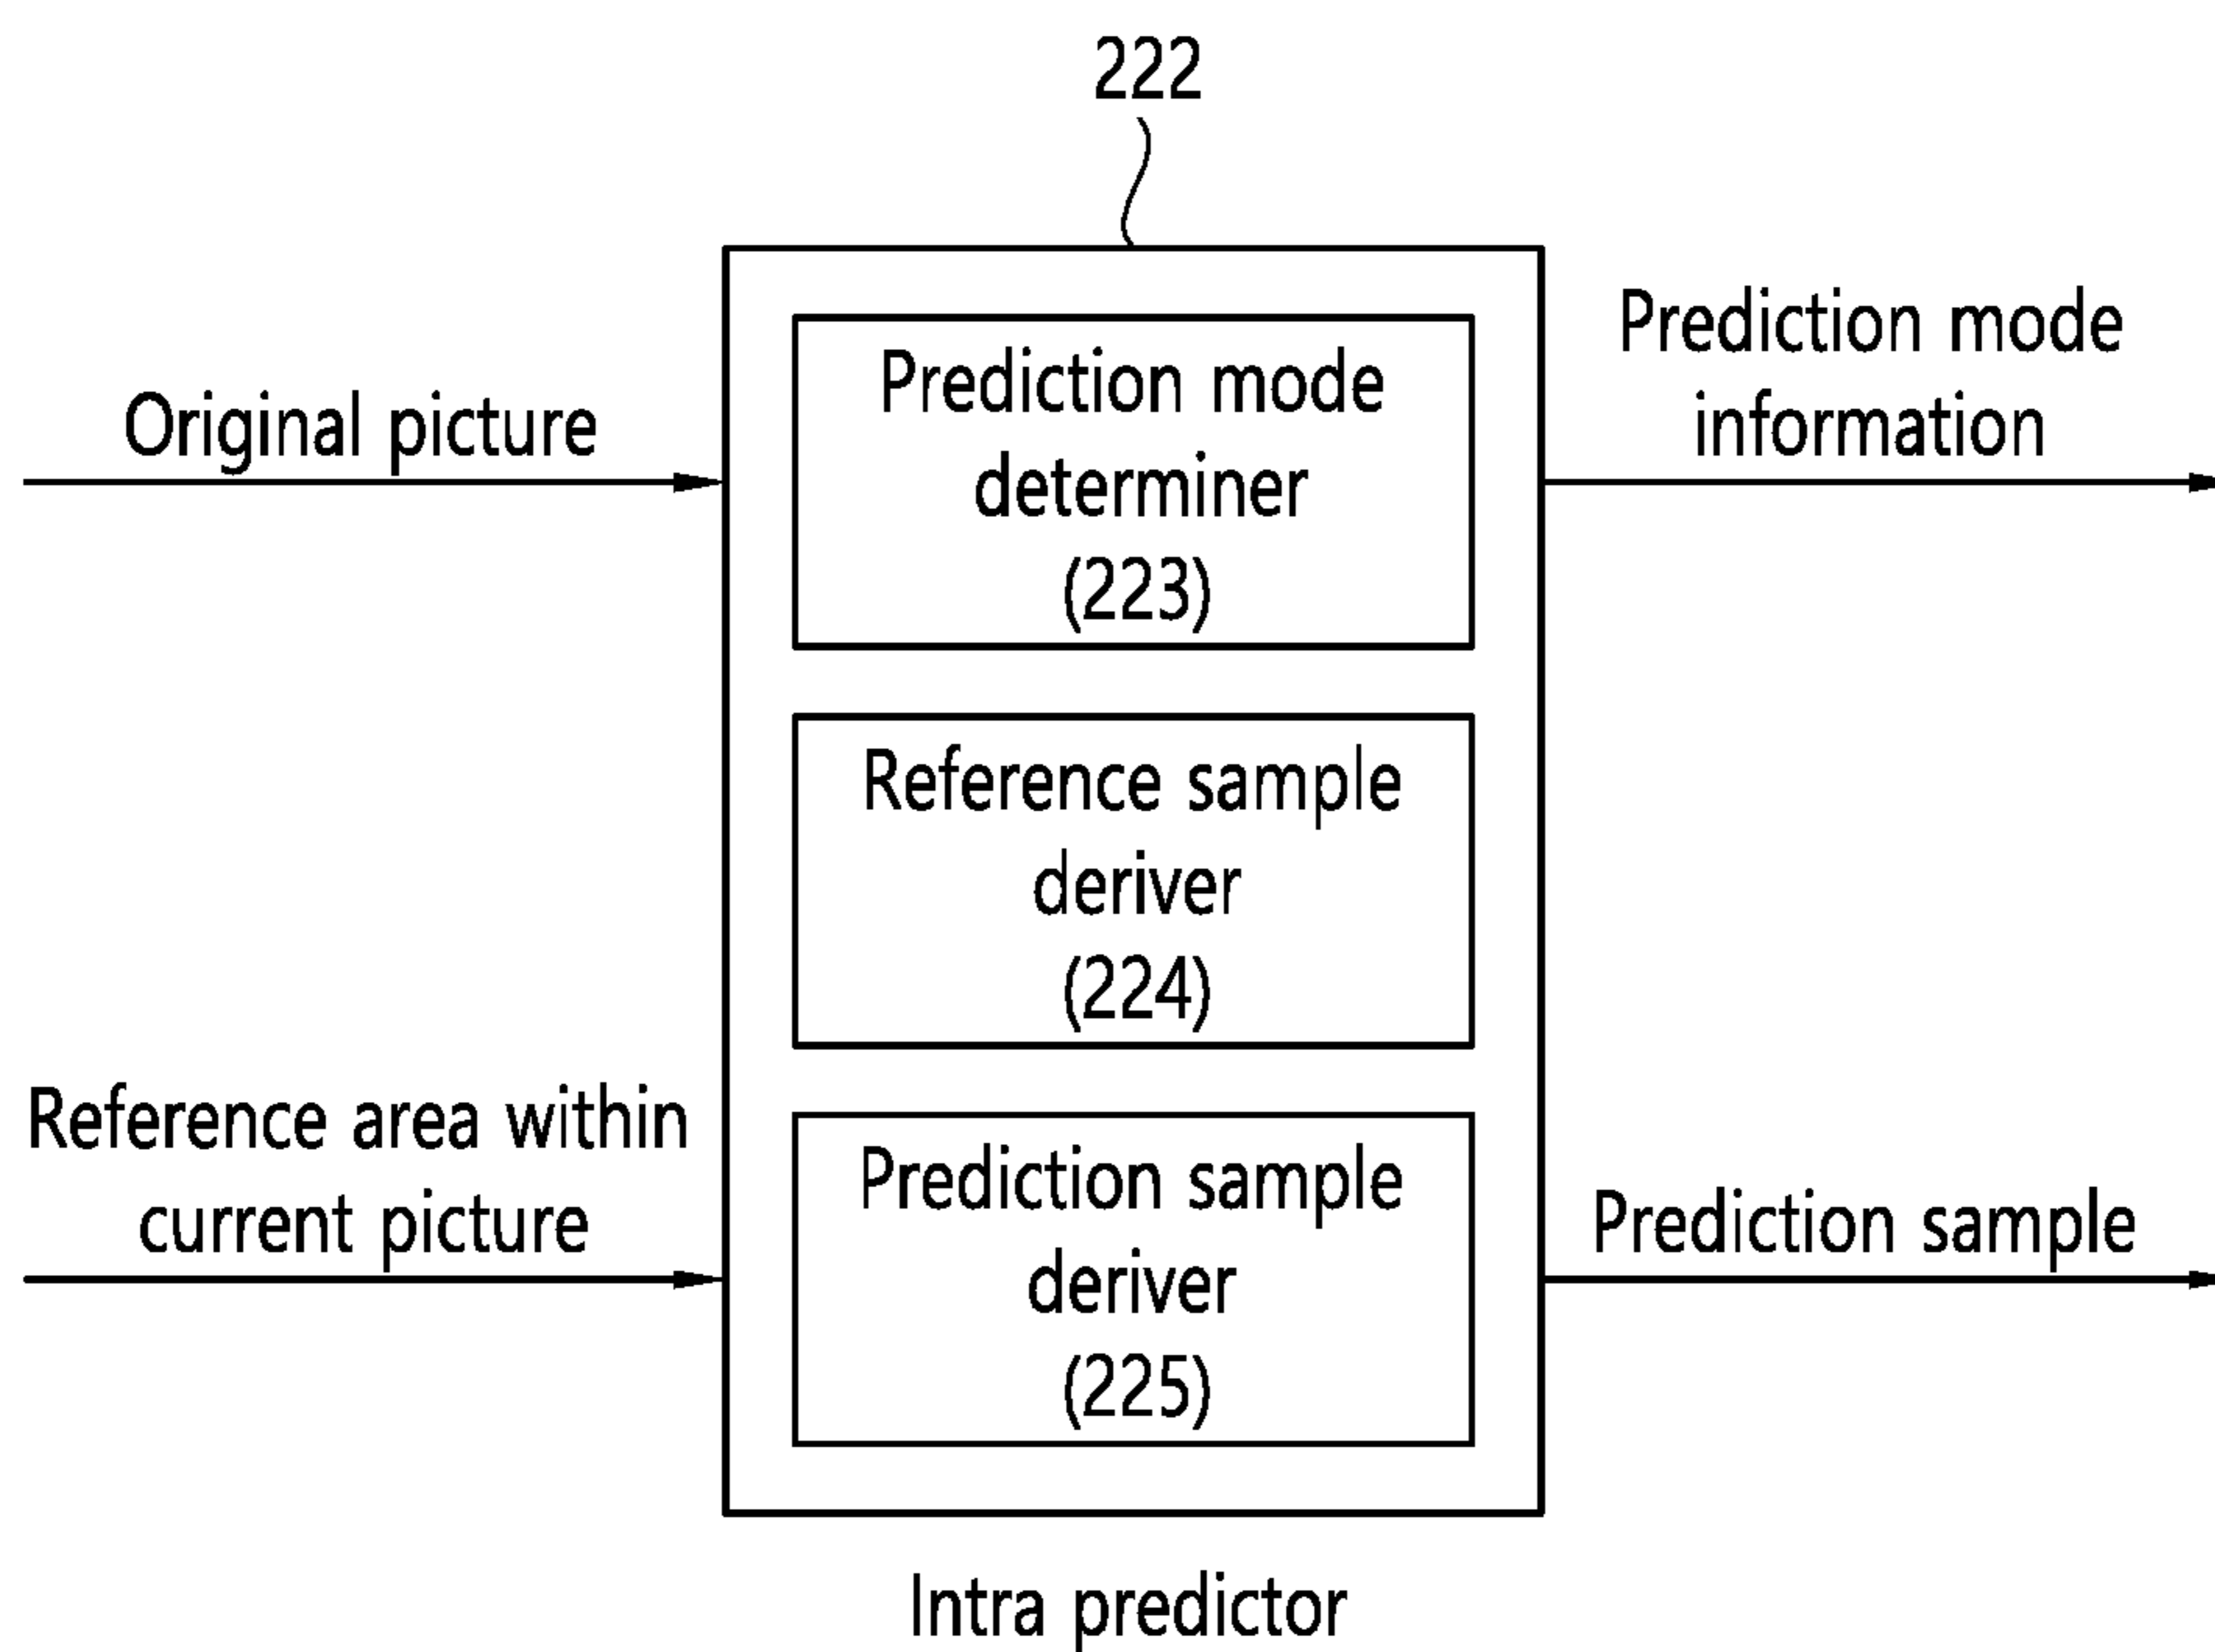 222
Original picture
Prediction mode
determiner
(223)
Prediction mode
information
Reference sample
deriver
(224)
Reference area within
current picture
Prediction sample
deriver
(225)
Prediction sample
Intra predictor